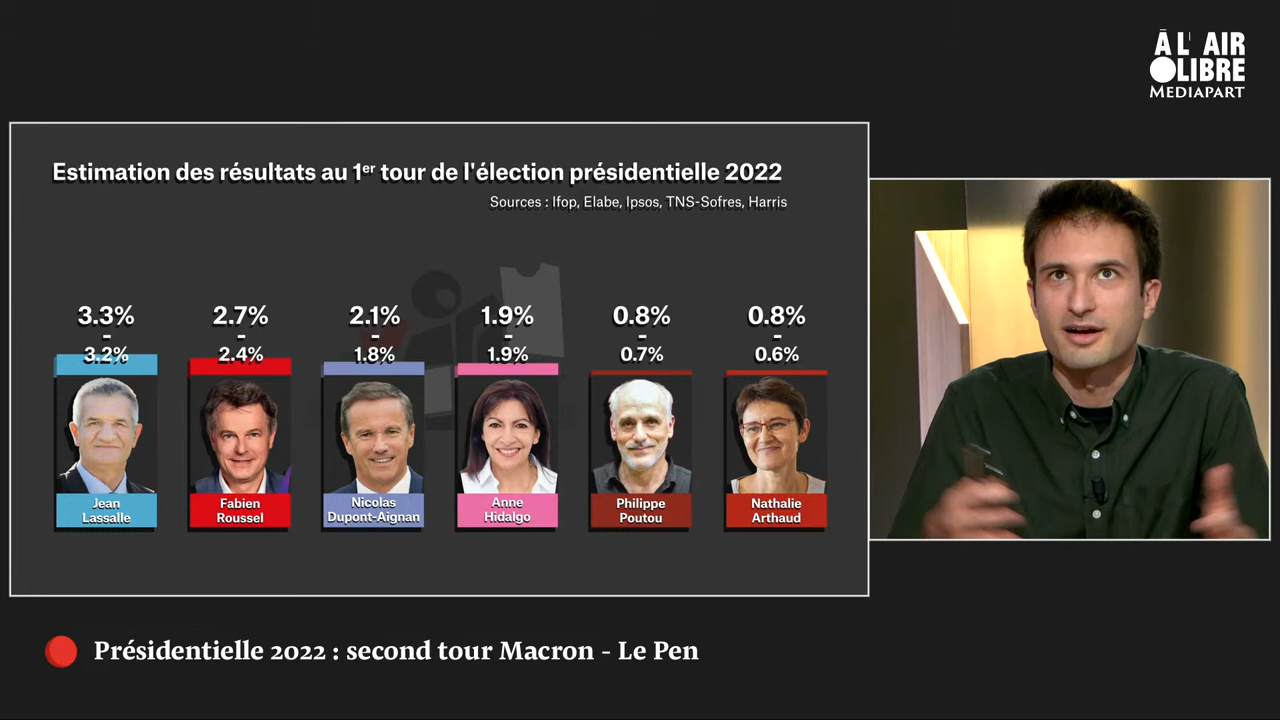 À L' AIR
LIBRE
MEDIAPART
Estimation des résultats au 1er tour de l'élection présidentielle 2022
Sources : Ifop, Elabe, Ipsos, TNS-Sofres, Harris
3.3%
-
3.2%
Jean
Lassalle
2.7%
-
2.4%
Fabien
Roussel
2.1%
-
1.8%
Nicolas
Dupont-Aignan
1.9%
-
1.9%
Anne
Hidalgo
0.8%
-
0.7%
Philippe
Poutou
0.8%
-
0.6%
Nathalie
Arthaud
Présidentielle 2022 : second tour Macron - Le Pen